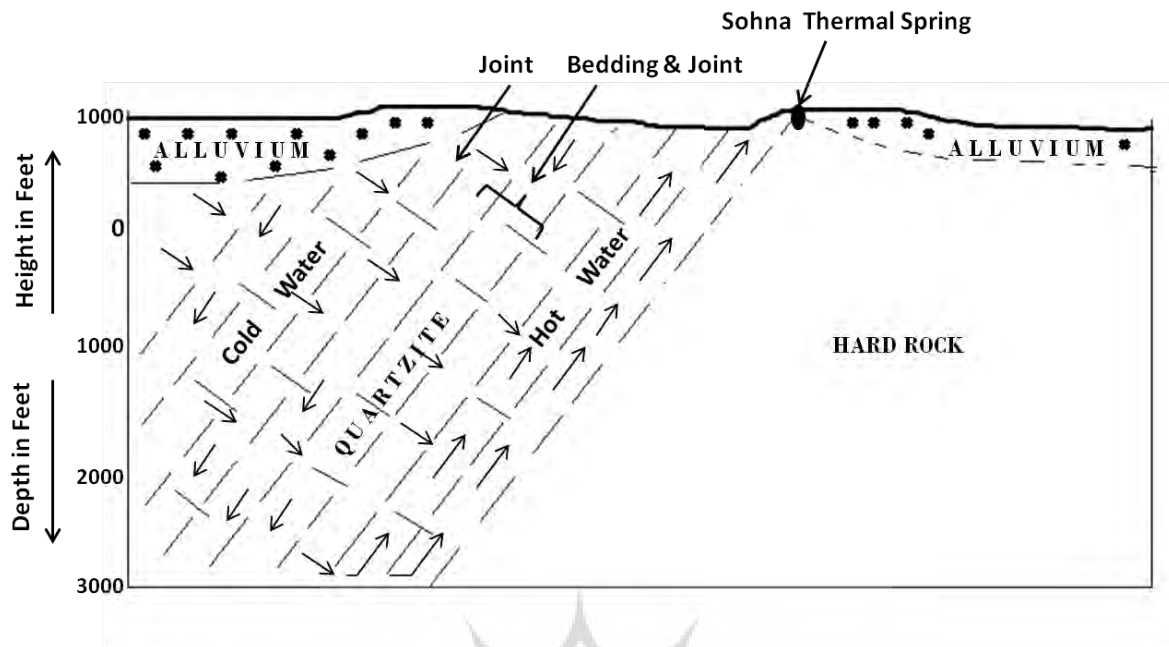 Sohna Thermal Spring
Joint
Bedding & Joint
1000
ALLUVIUM
ALLUVIUM
Height in Feet
0
Cold Water
Hot Water
1000
QUARTZITE
HARD ROCK
Depth in Feet
2000
3000